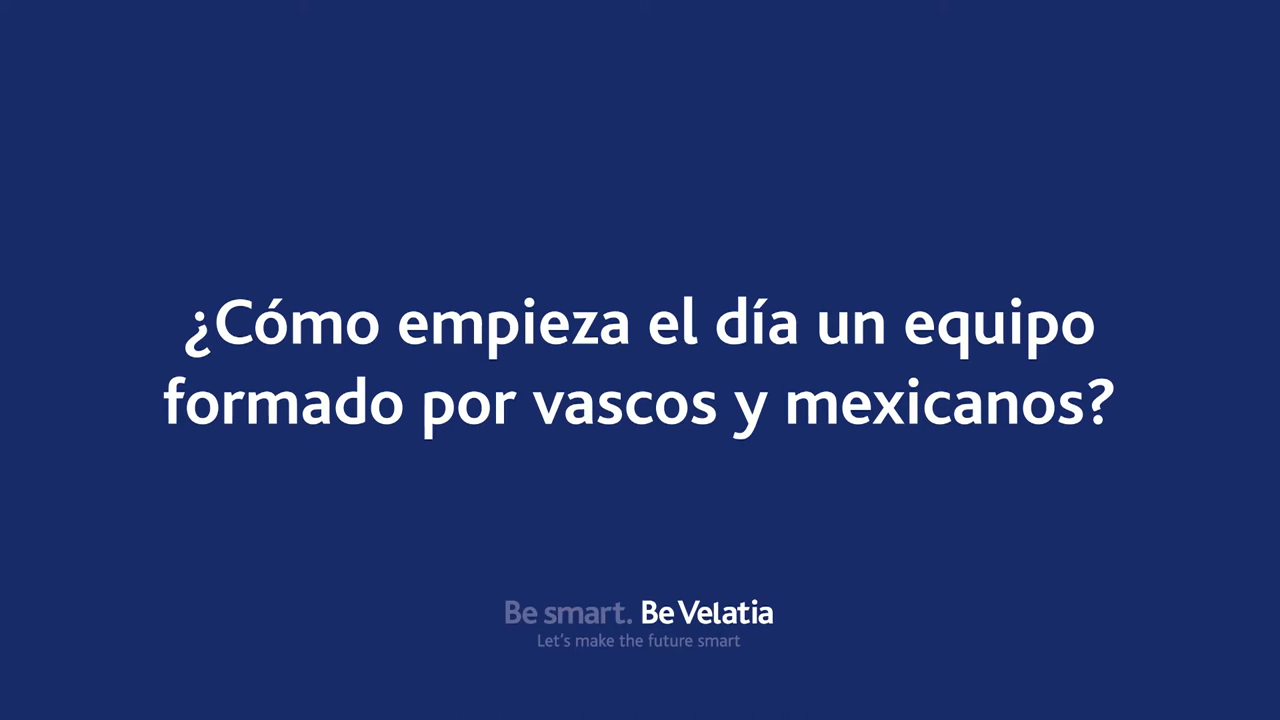 ¿Cómo empieza el día un equipo
formado por vascos y mexicanos?
Be smart. Be Velatia
Let's make the future smart